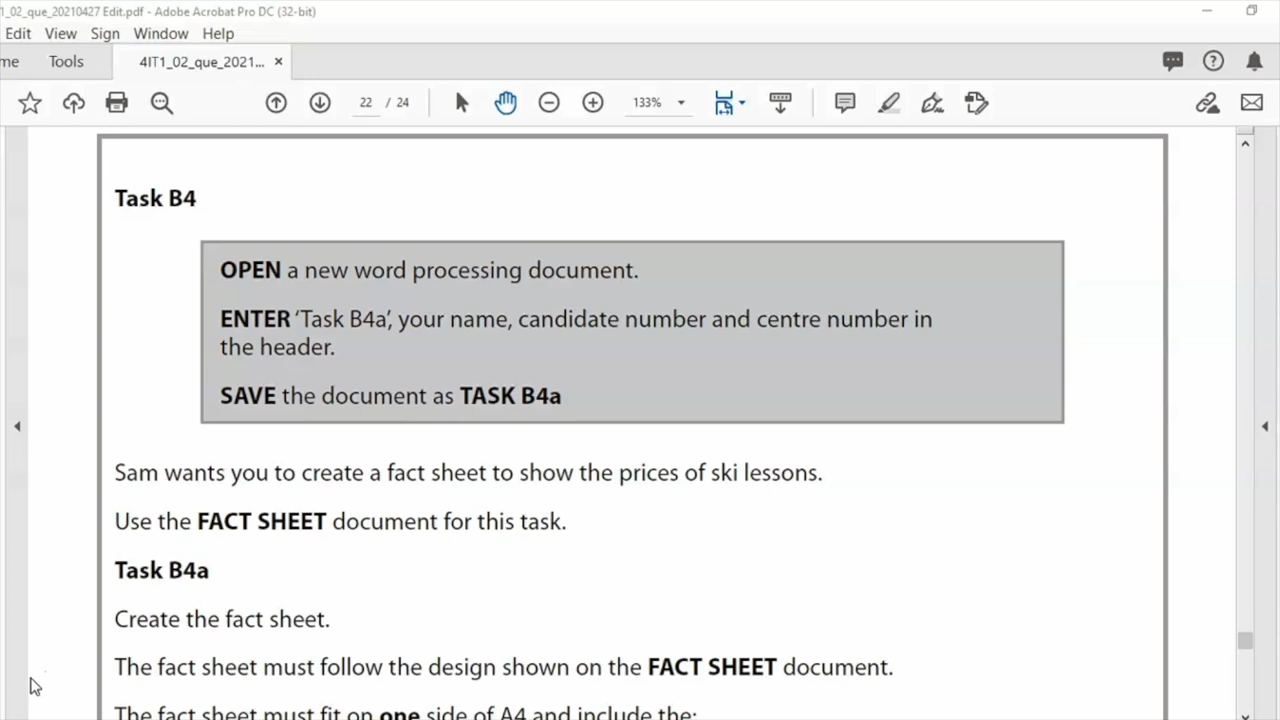 1_02_que_20210427 Edit.pdf - Adobe Acrobat Pro DC (32-bit)
Edit View Sign Window Help
me Tools 4IT1_02_que_2021... ×
22 / 24 133%
Task B4
OPEN a new word processing document.
ENTER ‘Task B4a’, your name, candidate number and centre number in
the header.
SAVE the document as TASK B4a
Sam wants you to create a fact sheet to show the prices of ski lessons.
Use the FACT SHEET document for this task.
Task B4a
Create the fact sheet.
The fact sheet must follow the design shown on the FACT SHEET document.
The fact sheet must fit on one side of A4 and include the: